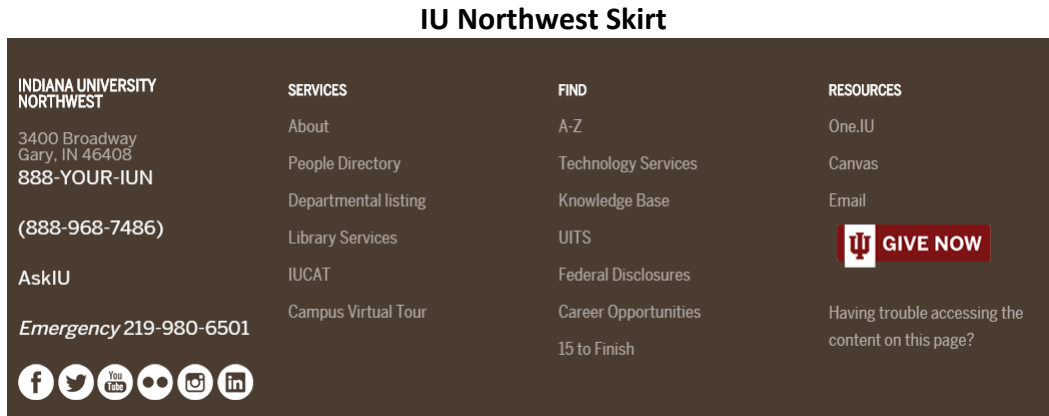 IU Northwest Skirt
INDIANA UNIVERSITY
NORTHWEST
3400 Broadway
Gary, IN 46408
888-YOUR-IUN
(888-968-7486)
AskIU
Emergency 219-980-6501
You
Tube
SERVICES
About
People Directory
Departmental listing
Library Services
IUCAT
Campus Virtual Tour
FIND
A-Z
Technology Services
Knowledge Base
UITS
Federal Disclosures
Career Opportunities
15 to Finish
RESOURCES
One.IU
Canvas
Email
GIVE NOW
Having trouble accessing the
content on this page?